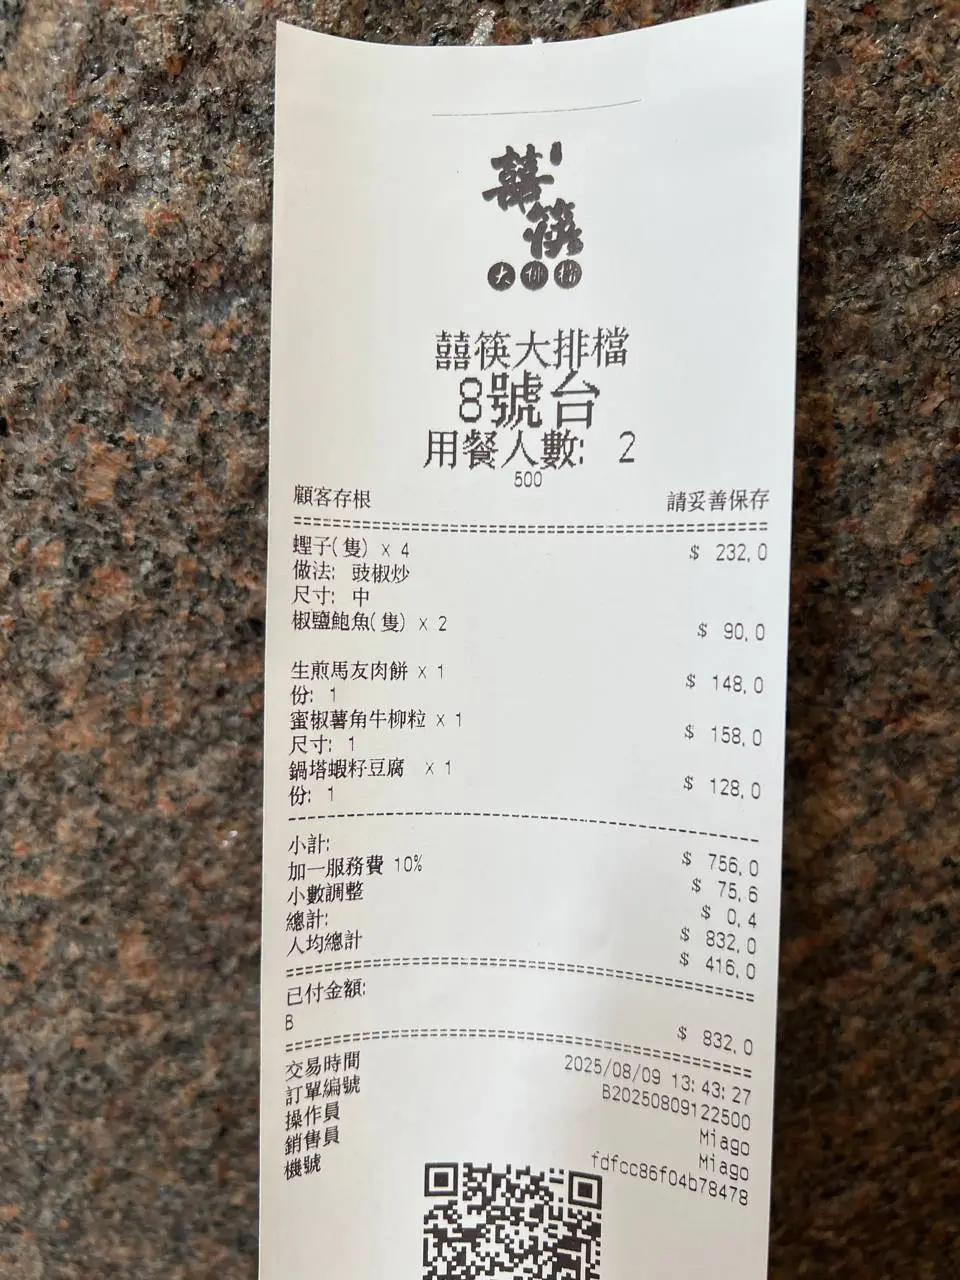 囍筷
大排檔
囍筷大排檔
8號台
用餐人數: 2
500
顧客存根 請妥善保存
蟶子(隻) x 4 $ 232.0
做法: 豉椒炒
尺寸: 中
椒鹽鮑魚(隻) x 2 $ 90.0
生煎馬友肉餅 x 1 $ 148.0
份: 1
蜜椒薯角牛柳粒 x 1 $ 158.0
尺寸: 1
鍋塔蝦籽豆腐 x 1 $ 128.0
份: 1
小計: $ 756.0
加一服務費 10% $ 75.6
小數調整 $ 0.4
總計: $ 832.0
人均總計 $ 416.0
已付金額:
B $ 832.0
交易時間 2025/08/09 13:43:27
訂單編號 B20250809122500
操作員 Miago
銷售員 Miago
機號 fdfcc86f04b78478